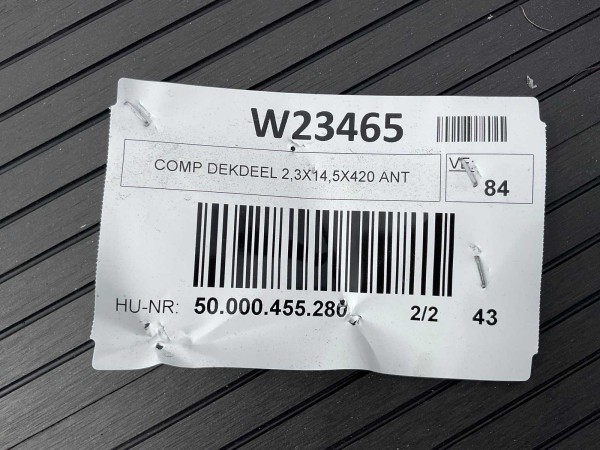 W23465
COMP DEKDEEL 2,3X14,5X420 ANT
84
HU-NR: 50.000.455.280 2/2 43